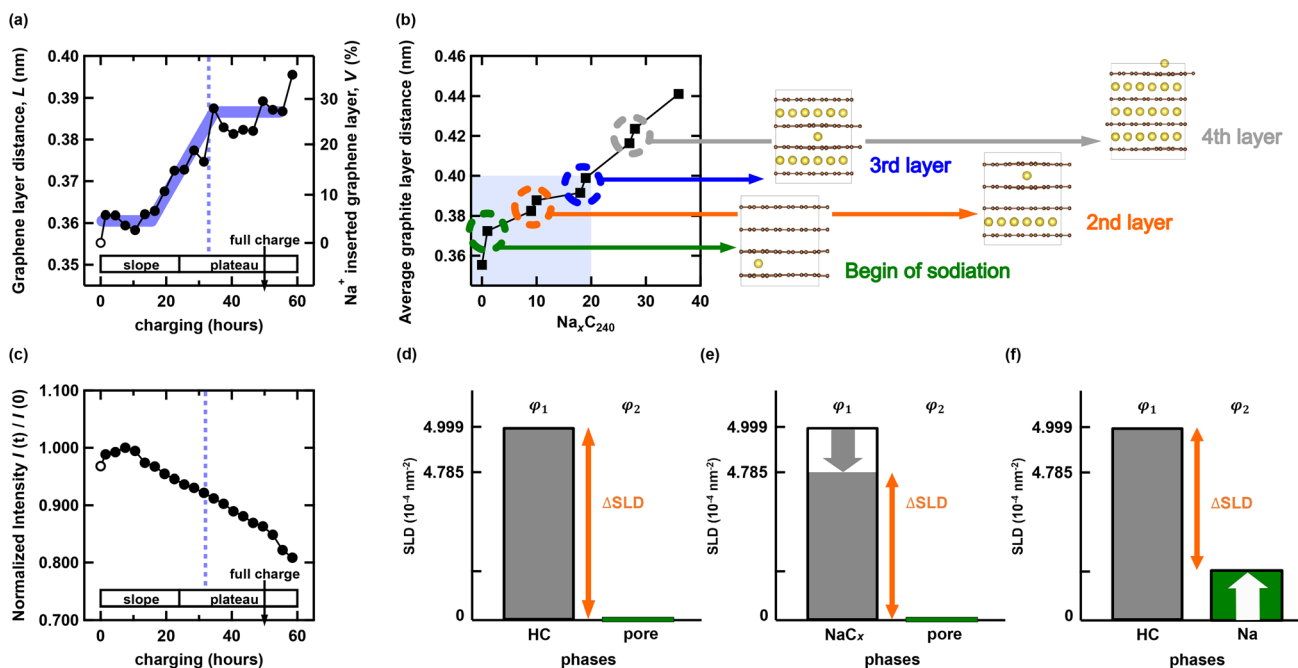 (a)
Graphene layer distance, L (nm)
0.40
0.39
0.38
0.37
0.36
0.35
Na+ inserted graphene layer, V (%)
30
20
10
0
full charge
slope
plateau
0
20
40
60
charging (hours)
(b)
Average graphite layer distance (nm)
0.46
0.44
0.42
0.40
0.38
0.36
0
10
20
30
40
NaxC240
4th layer
3rd layer
2nd layer
Begin of sodiation
(c)
Normalized Intensity I (t) / I (0)
1.100
1.000
0.900
0.800
0.700
full charge
slope
plateau
0
20
40
60
charging (hours)
(d)
SLD (10-4 nm-2)
φ1
φ2
4.999
4.785
0
ΔSLD
HC
pore
phases
(e)
SLD (10-4 nm-2)
φ1
φ2
4.999
4.785
0
ΔSLD
NaCx
pore
phases
(f)
SLD (10-4 nm-2)
φ1
φ2
4.999
4.785
0
ΔSLD
HC
Na
phases